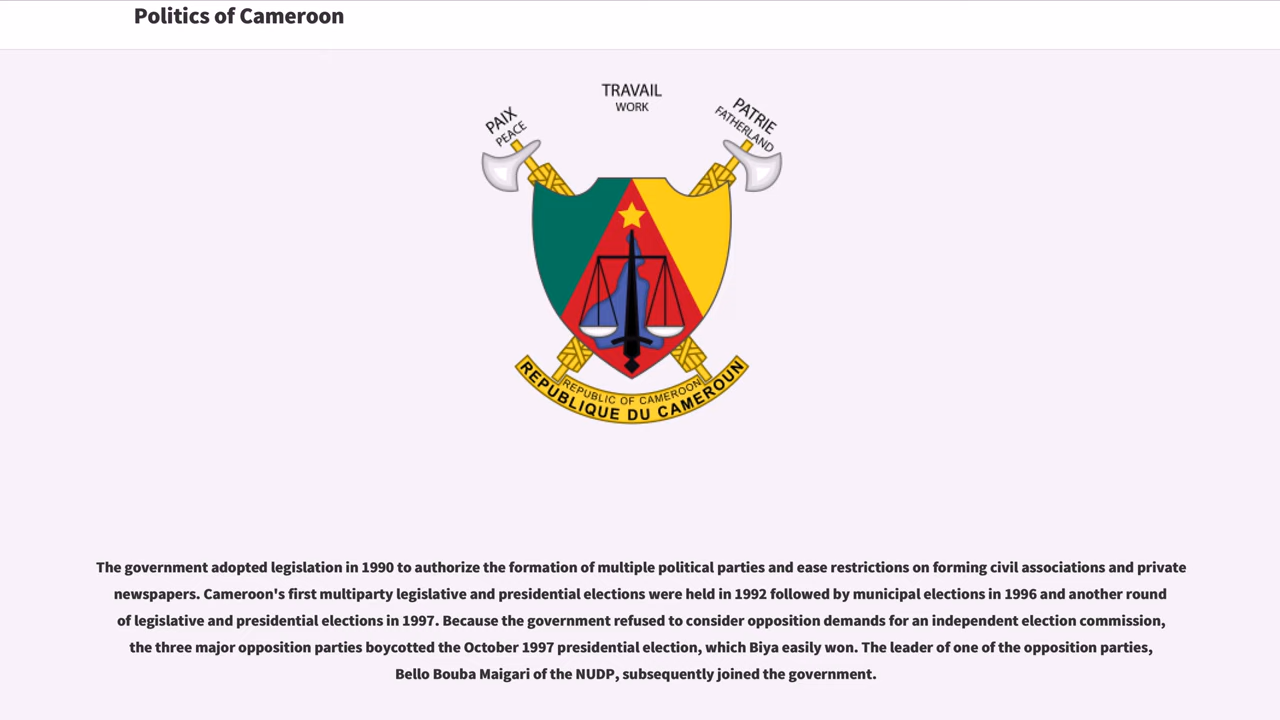 Politics of Cameroon
TRAVAIL
WORK
PAIX
PEACE
PATRIE
FATHERLAND
REPUBLIC OF CAMEROON
REPUBLIQUE DU CAMEROUN
The government adopted legislation in 1990 to authorize the formation of multiple political parties and ease restrictions on forming civil associations and private
newspapers. Cameroon's first multiparty legislative and presidential elections were held in 1992 followed by municipal elections in 1996 and another round
of legislative and presidential elections in 1997. Because the government refused to consider opposition demands for an independent election commission,
the three major opposition parties boycotted the October 1997 presidential election, which Biya easily won. The leader of one of the opposition parties,
Bello Bouba Maigari of the NUDP, subsequently joined the government.